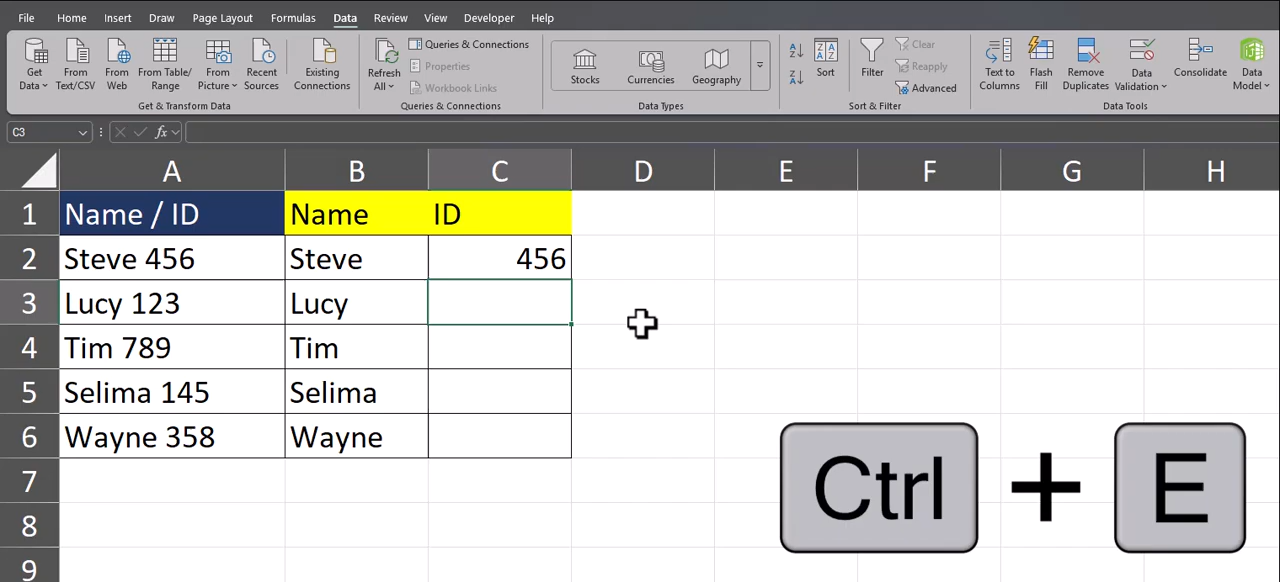 File Home Insert Draw Page Layout Formulas Data Review View Developer Help
Get Data From Text/CSV From Web From Table/ Range From Picture Recent Sources Existing Connections
Get & Transform Data
Refresh All Queries & Connections
Properties
Workbook Links
Queries & Connections
Stocks Currencies Geography
Data Types
A Z Z A Sort Filter Clear
Reapply
Advanced
Sort & Filter
Text to Columns Flash Fill Remove Duplicates Data Validation Consolidate Data Model
Data Tools
C3 fx
A B C D E F G H
1 Name / ID Name ID
2 Steve 456 Steve 456
3 Lucy 123 Lucy
4 Tim 789 Tim
5 Selima 145 Selima
6 Wayne 358 Wayne
7
8
9
Ctrl + E